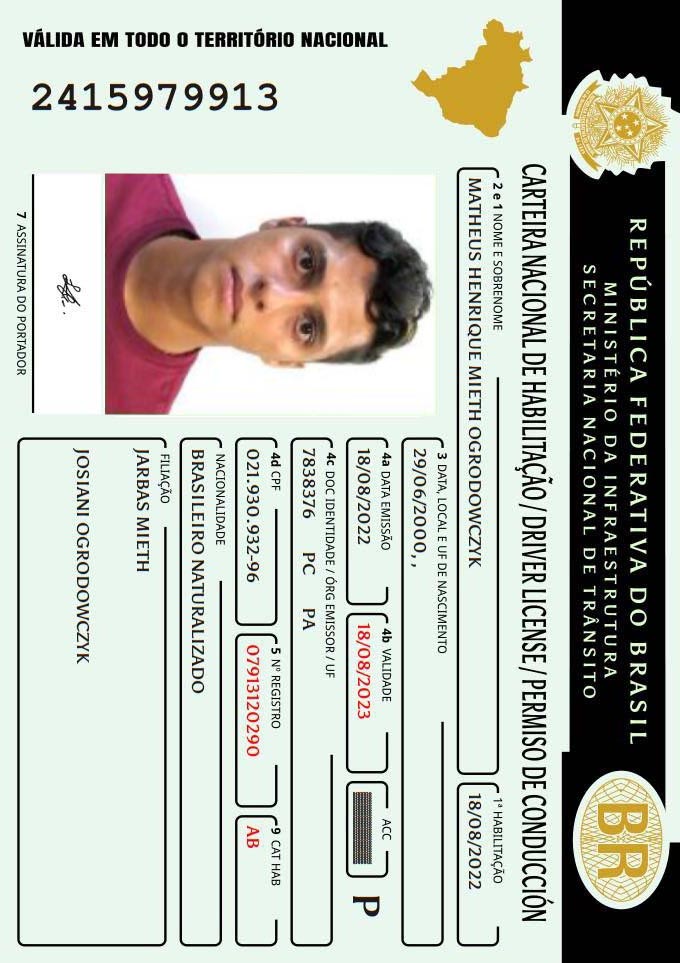 REPÚBLICA FEDERATIVA DO BRASIL
MINISTÉRIO DA INFRAESTRUTURA
SECRETARIA NACIONAL DE TRÂNSITO
BR
CARTEIRA NACIONAL DE HABILITAÇÃO / DRIVER LICENSE / PERMISO DE CONDUCCIÓN
2 e 1 NOME E SOBRENOME
MATHEUS HENRIQUE MIETH OGRODOWCZYK
1ª HABILITAÇÃO
18/08/2022
3 DATA, LOCAL E UF DE NASCIMENTO
29/06/2000, ,
4a DATA EMISSÃO
18/08/2022
4b VALIDADE
18/08/2023
ACC
P
4c DOC IDENTIDADE / ÓRG EMISSOR / UF
7838376 PC PA
4d CPF
021.930.932-96
5 Nº REGISTRO
07913120290
9 CAT HAB
AB
NACIONALIDADE
BRASILEIRO NATURALIZADO
FILIAÇÃO
JARBAS MIETH
JOSIANI OGRODOWCZYK
7 ASSINATURA DO PORTADOR
VÁLIDA EM TODO O TERRITÓRIO NACIONAL
2415979913